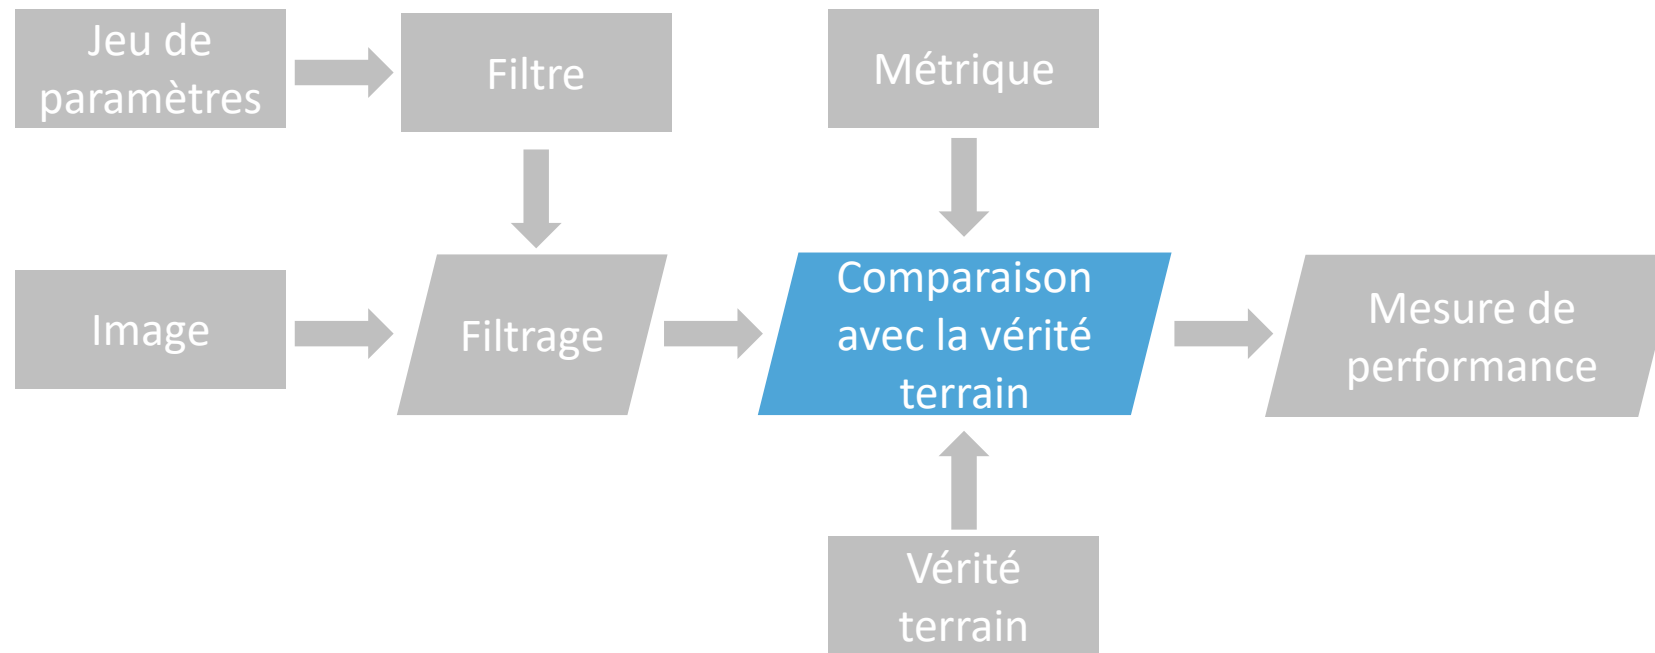 Jeu de
paramètres
Filtre
Métrique
Image
Filtrage
Comparaison
avec la vérité
terrain
Mesure de
performance
Vérité
terrain